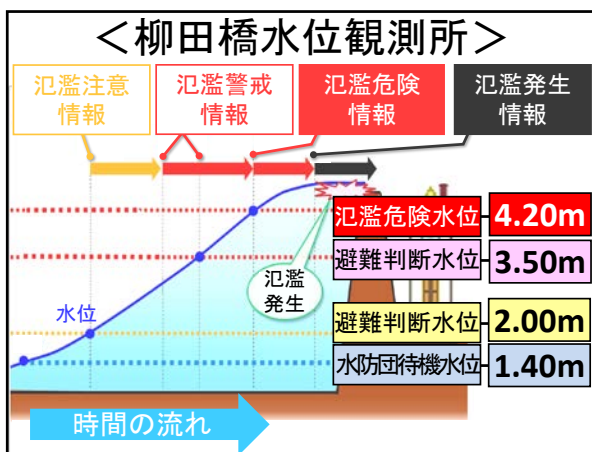 ＜柳田橋水位観測所＞
氾濫注意
情報
氾濫警戒
情報
氾濫危険
情報
氾濫発生
情報
氾濫危険水位
4.20m
避難判断水位
3.50m
氾濫
発生
水位
避難判断水位
2.00m
水防団待機水位
1.40m
時間の流れ